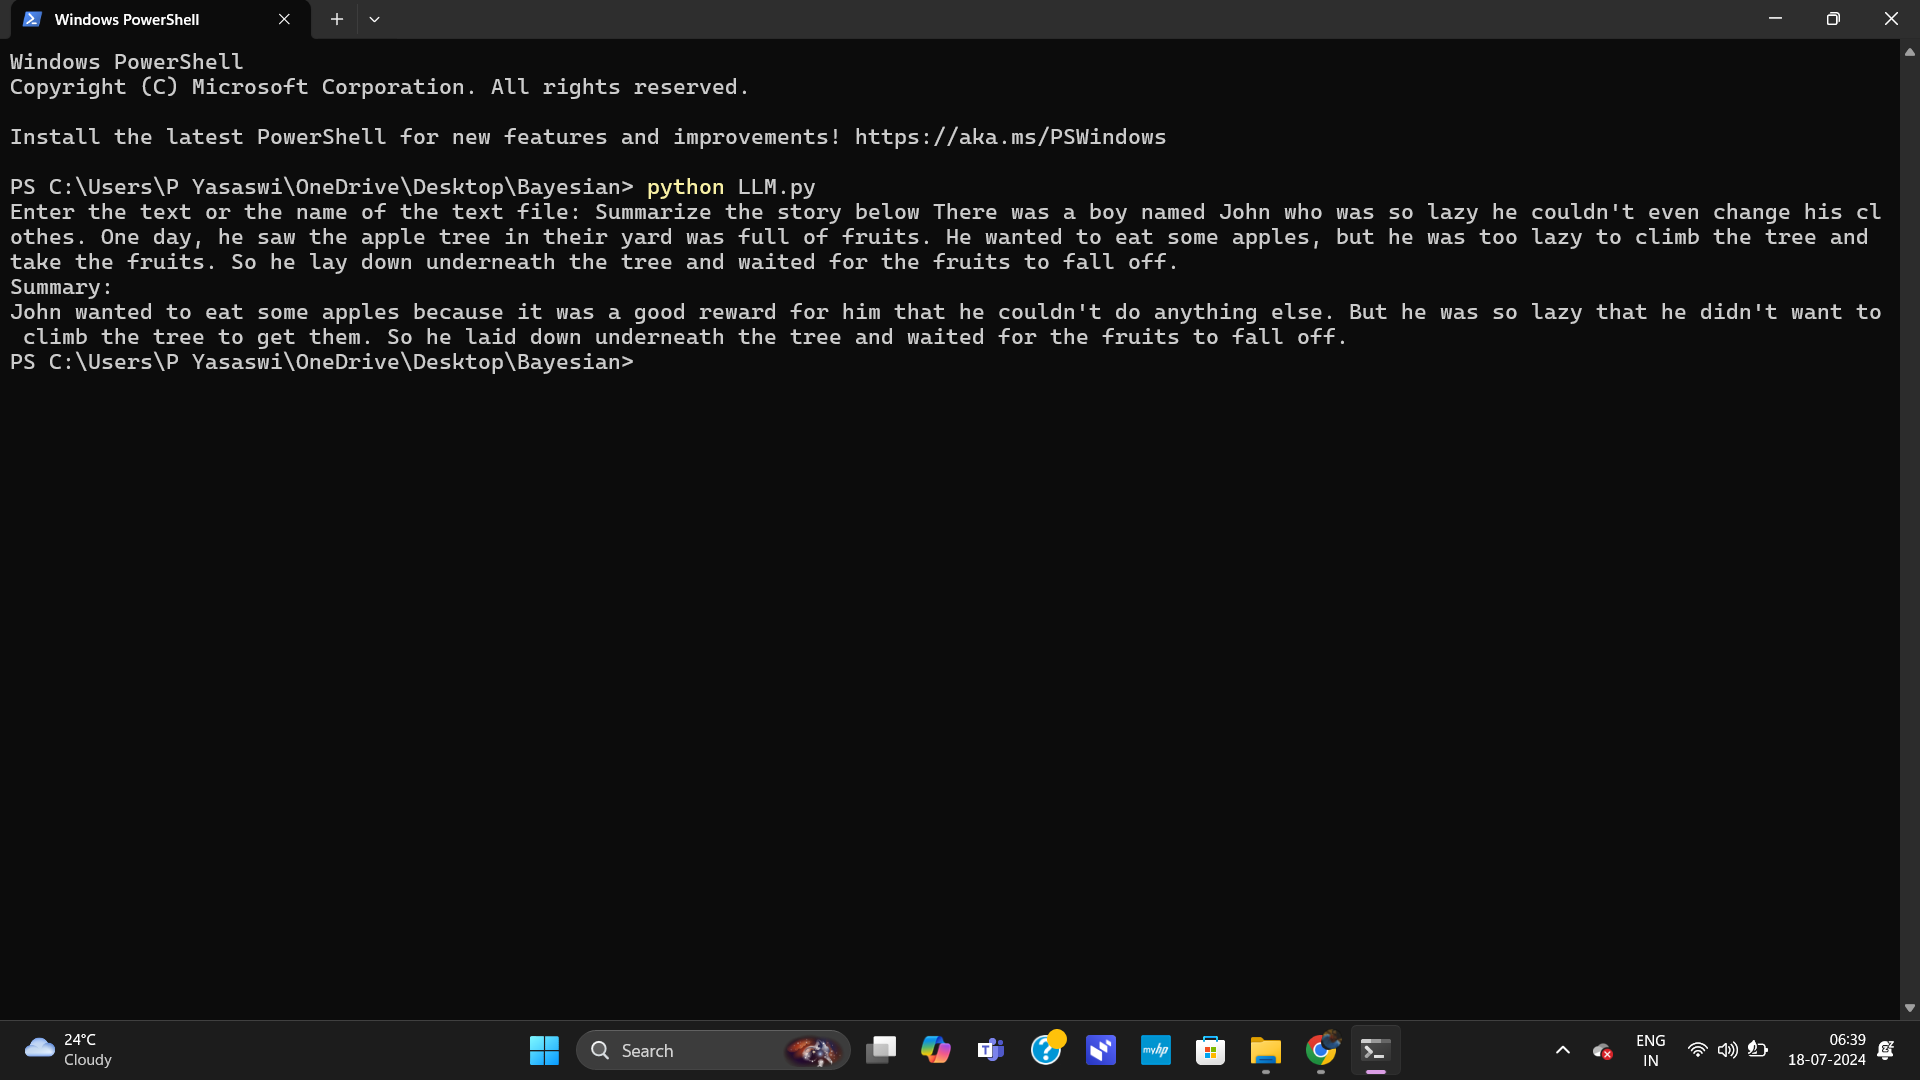 Windows PowerShell
Windows PowerShell
Copyright (C) Microsoft Corporation. All rights reserved.
Install the latest PowerShell for new features and improvements! https://aka.ms/PSWindows
PS C:\Users\P Yasaswi\OneDrive\Desktop\Bayesian> python LLM.py
Enter the text or the name of the text file: Summarize the story below There was a boy named John who was so lazy he couldn't even change his cl
othes. One day, he saw the apple tree in their yard was full of fruits. He wanted to eat some apples, but he was too lazy to climb the tree and
take the fruits. So he lay down underneath the tree and waited for the fruits to fall off.
Summary:
John wanted to eat some apples because it was a good reward for him that he couldn't do anything else. But he was so lazy that he didn't want to
climb the tree to get them. So he laid down underneath the tree and waited for the fruits to fall off.
PS C:\Users\P Yasaswi\OneDrive\Desktop\Bayesian>
24°C
Cloudy
Search
myhp
ENG
IN
06:39
18-07-2024